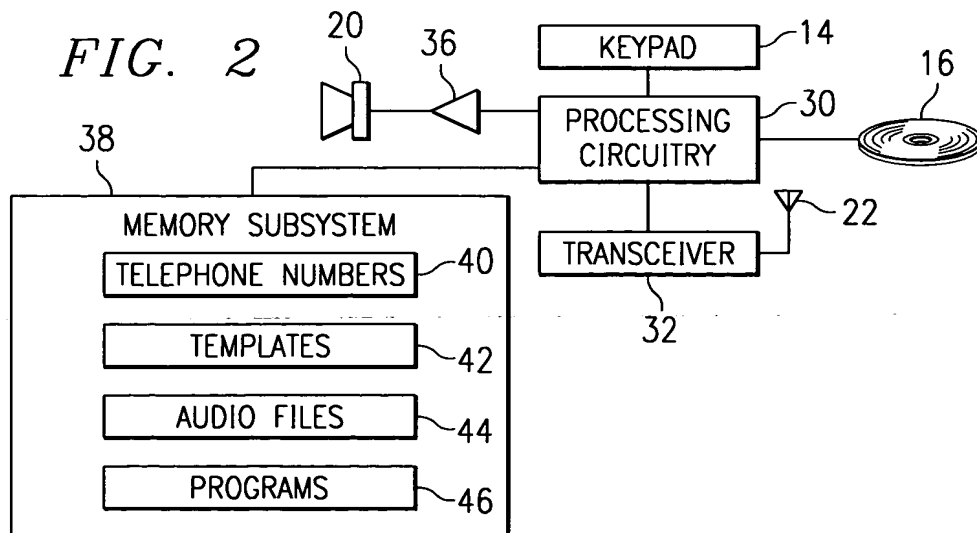 FIG. 2
20
36
KEYPAD
14
PROCESSING
CIRCUITRY
30
16
38
MEMORY SUBSYSTEM
22
TRANSCEIVER
32
TELEPHONE NUMBERS
40
TEMPLATES
42
AUDIO FILES
44
PROGRAMS
46